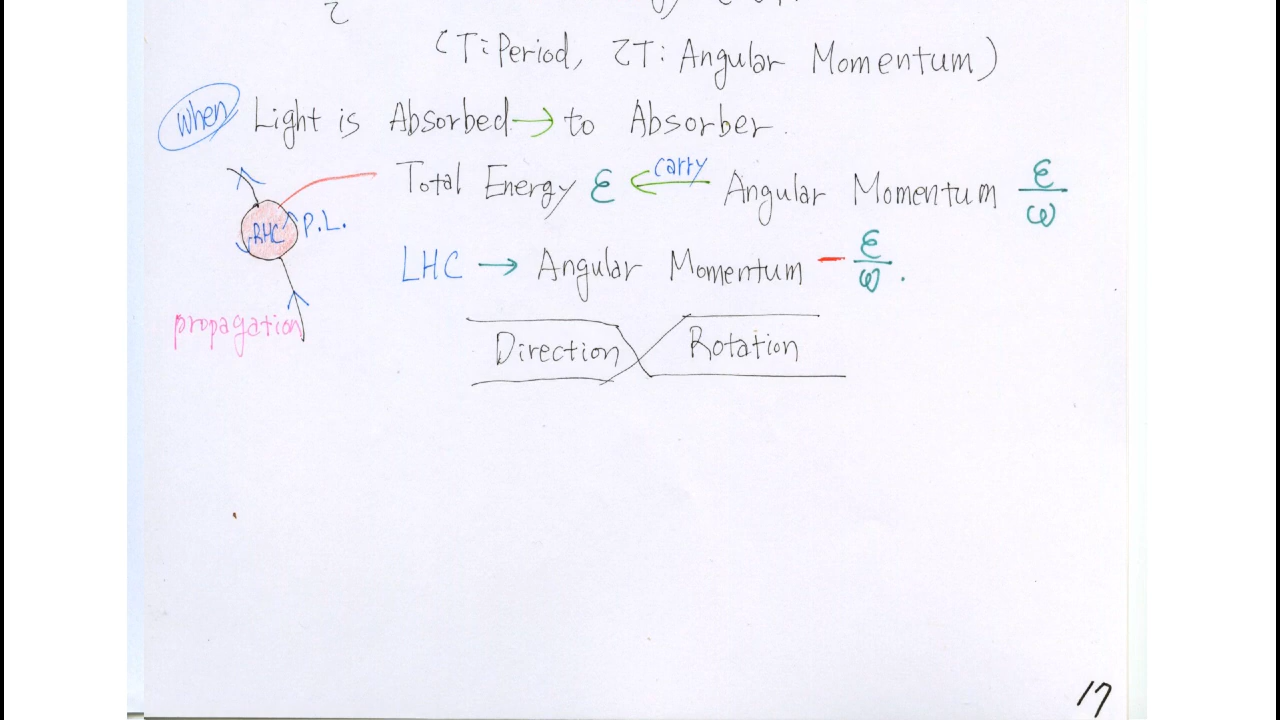 τ
(T: Period, τT: Angular Momentum)
When Light is Absorbed → to Absorber.
Total Energy ε ← carry Angular Momentum ε/ω
RHC P.L.
LHC → Angular Momentum - ε/ω.
propagation
Direction Rotation
17